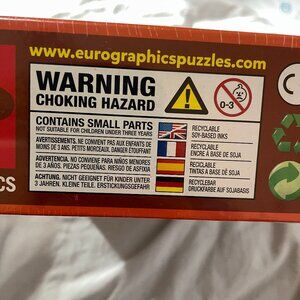 www.eurographicspuzzles.com
WARNING
CHOKING HAZARD
0-3
CONTAINS SMALL PARTS
NOT SUITABLE FOR CHILDREN UNDER THREE YEARS
RECYCLABLE
SOY-BASED INKS
AVERTISSEMENTS. NE CONVIENT PAS AUX ENFANTS DE
MOINS DE 3 ANS. PETITS MORCEAUX. DANGER ÉTOUFFANT
RECYCLABLE
ENCRE À BASE DE SOJA
ADVERTENCIA, NO CONVIENE PARA NIÑOS MENORES
DE 3 AÑOS. PIEZAS PEQUEÑAS. RIESGO DE ASFIXIA
RECICLABLE
TINTAS A BASE DE SOJA
ACHTUNG, NICHT GEEIGNET FÜR KINDER UNTER
3 JAHREN. KLEINE TEILE. ERSTICKUNGSGEFAHR
RECYCLEBAR
DRUCKFARBE AUF SOJABASIS
CS